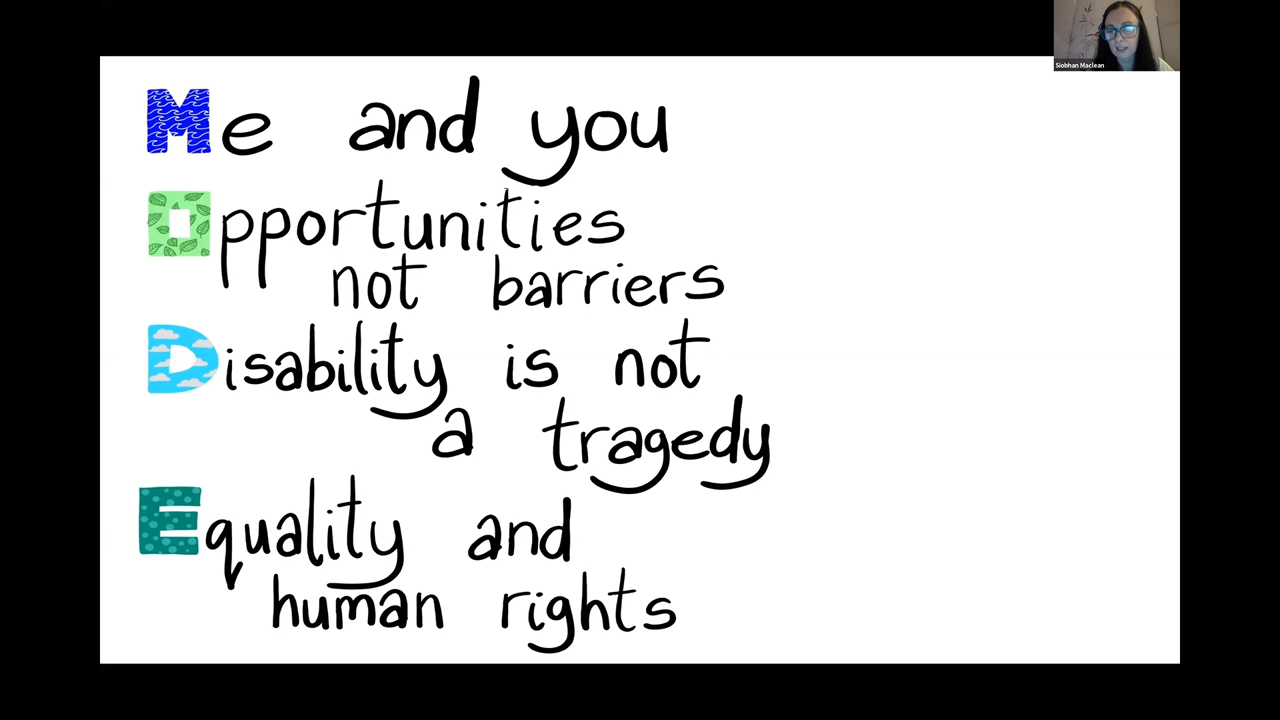 Siobhan Maclean
Me and you
Opportunities
not barriers
Disability is not
a tragedy
Equality and
human rights